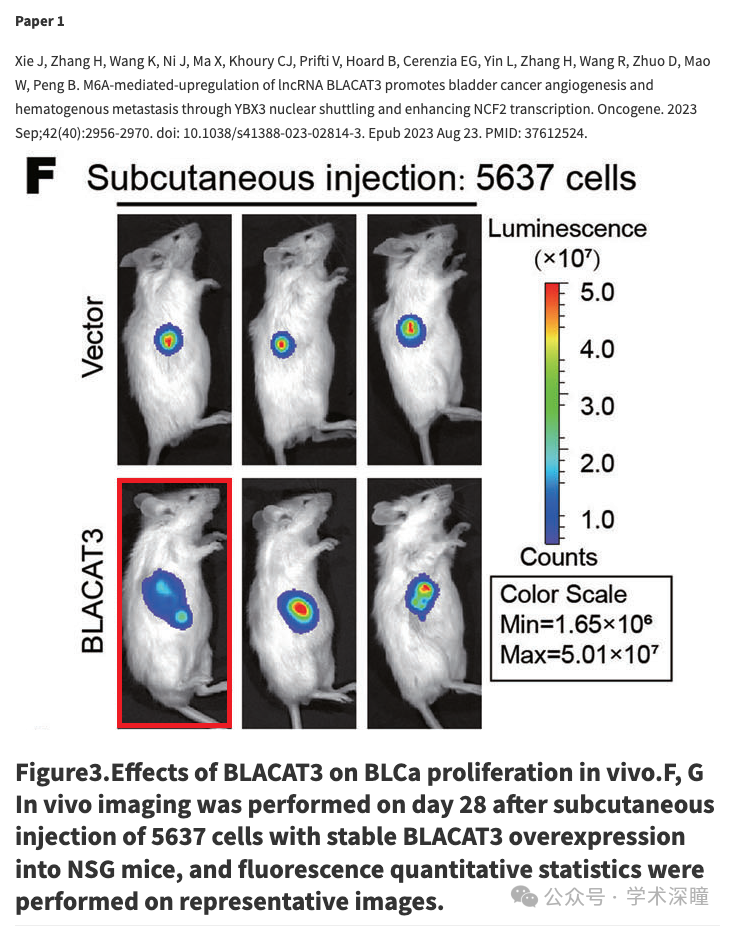 Paper 1
Xie J, Zhang H, Wang K, Ni J, Ma X, Khoury CJ, Prifti V, Hoard B, Cerenzia EG, Yin L, Zhang H, Wang R, Zhuo D, Mao
W, Peng B. M6A-mediated-upregulation of lncRNA BLACAT3 promotes bladder cancer angiogenesis and
hematogenous metastasis through YBX3 nuclear shuttling and enhancing NCF2 transcription. Oncogene. 2023
Sep;42(40):2956-2970. doi: 10.1038/s41388-023-02814-3. Epub 2023 Aug 23. PMID: 37612524.
F Subcutaneous injection: 5637 cells
Luminescence
(×10⁷)
Vector
5.0
4.0
3.0
2.0
1.0
BLACAT3
Counts
Color Scale
Min=1.65×10⁶
Max=5.01×10⁷
Figure3.Effects of BLACAT3 on BLCa proliferation in vivo.F, G
In vivo imaging was performed on day 28 after subcutaneous
injection of 5637 cells with stable BLACAT3 overexpression
into NSG mice, and fluorescence quantitative statistics were
performed on representative images.
公众号 · 学术深瞳